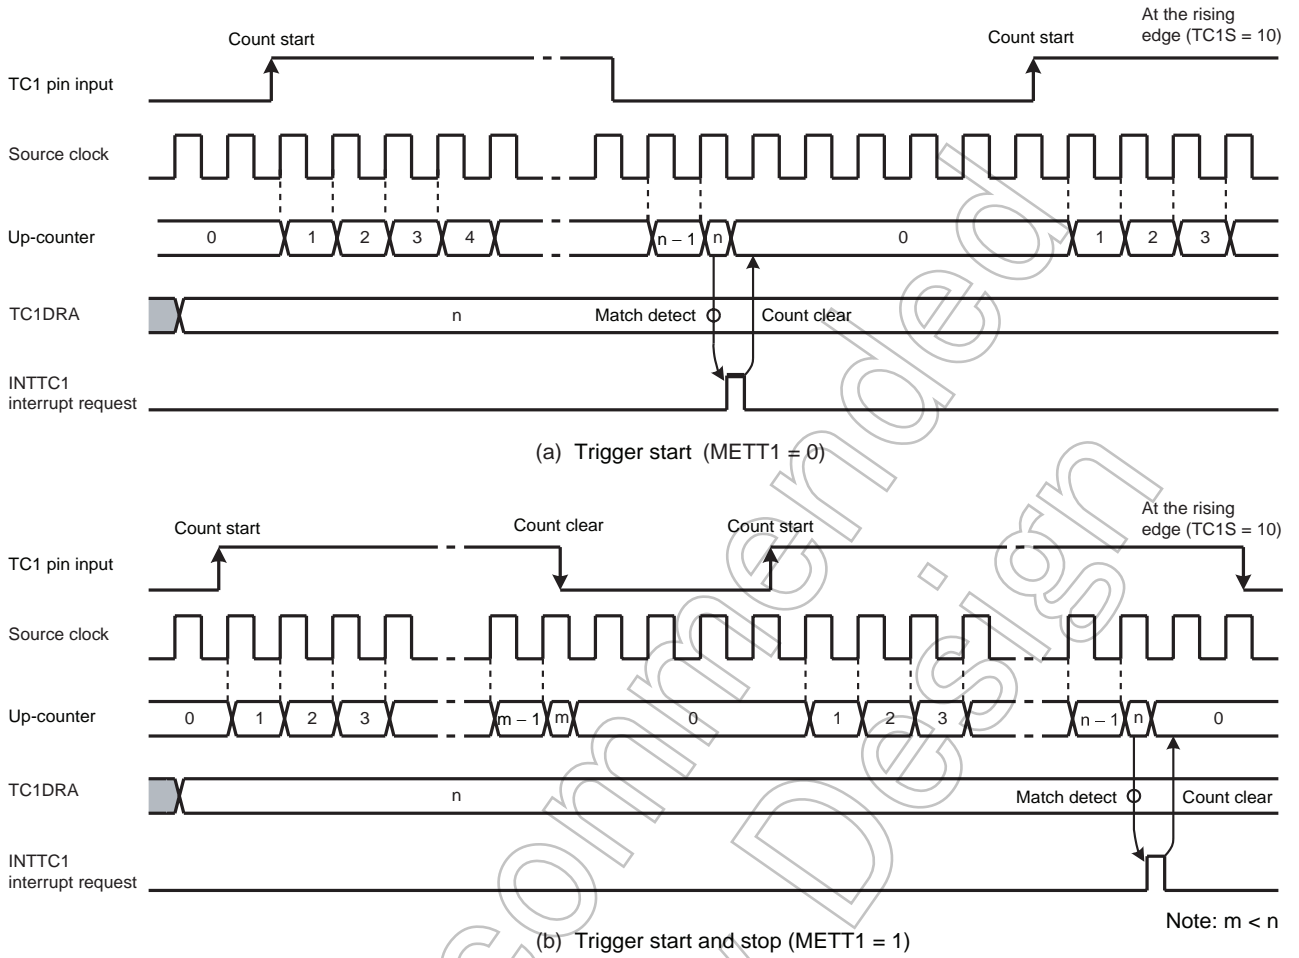 At the rising
edge (TC1S = 10)
Count start
Count start
TC1 pin input
Source clock
Up-counter
0 1 2 3 4 n – 1 n 0 1 2 3
TC1DRA
n
Match detect
Count clear
INTTC1
interrupt request
(a) Trigger start (METT1 = 0)
At the rising
edge (TC1S = 10)
Count start
Count clear
Count start
TC1 pin input
Source clock
Up-counter
0 1 2 3 m – 1 m 0 1 2 3 n – 1 n 0
TC1DRA
n
Match detect
Count clear
INTTC1
interrupt request
Note: m < n
(b) Trigger start and stop (METT1 = 1)